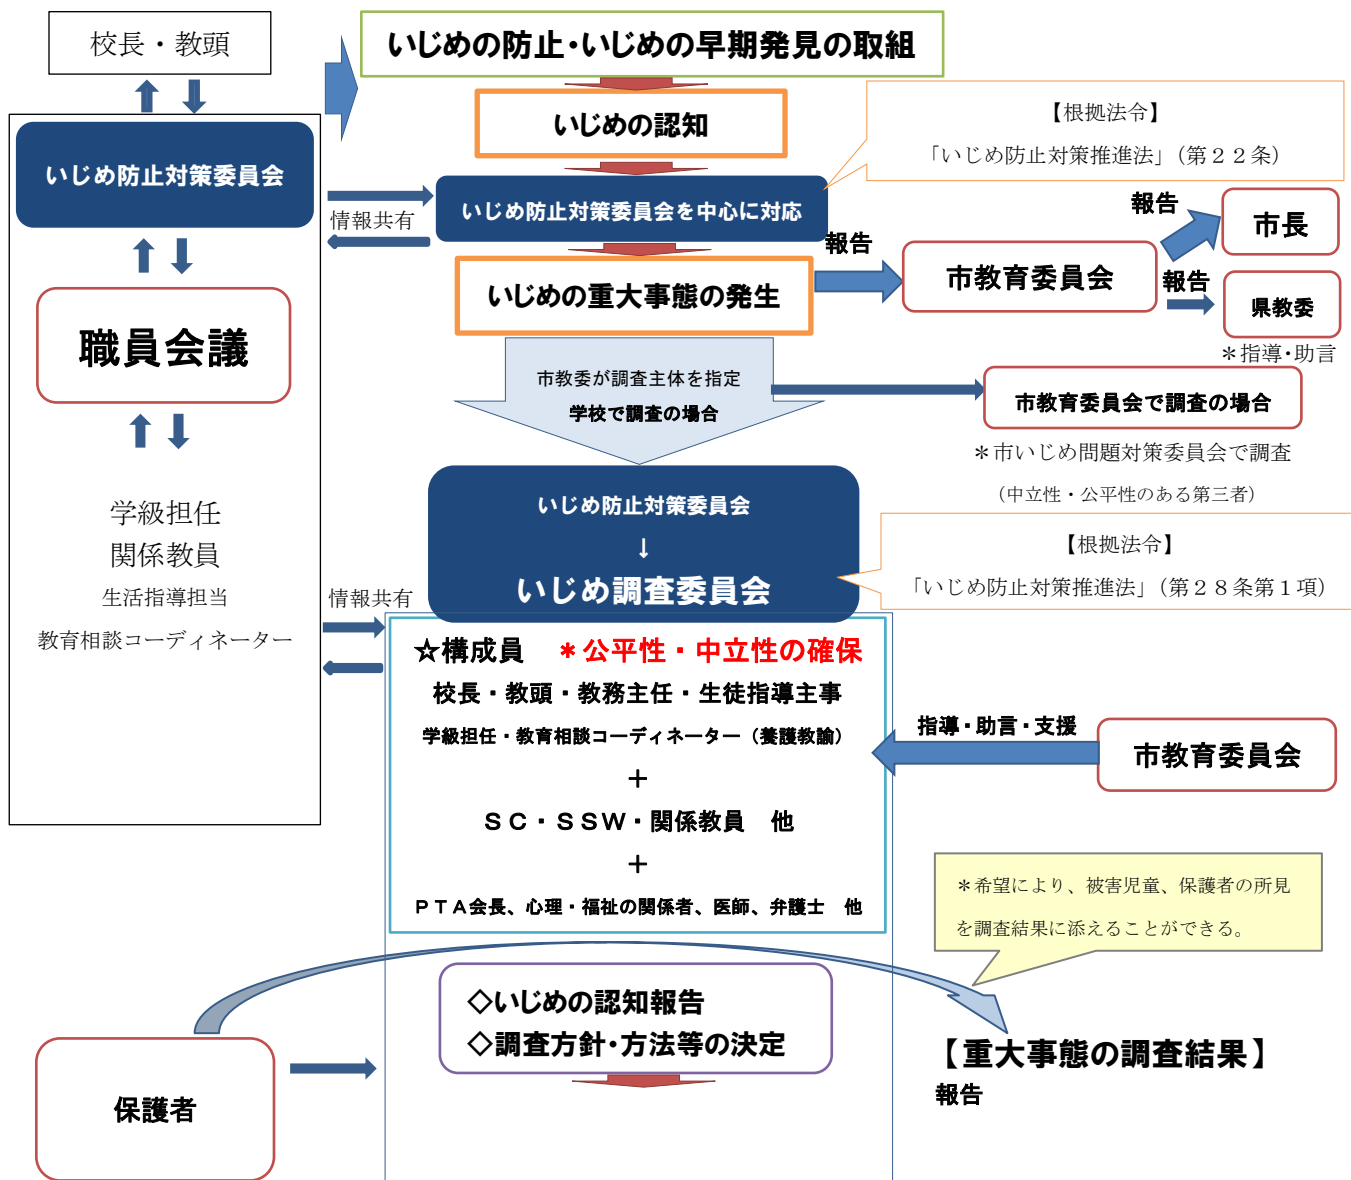 校長・教頭
いじめの防止・いじめの早期発見の取組
いじめの認知
【根拠法令】
「いじめ防止対策推進法」（第２２条）
いじめ防止対策委員会
情報共有
いじめ防止対策委員会を中心に対応
報告
市長
報告
市教育委員会
報告
県教委
＊指導・助言
いじめの重大事態の発生
職員会議
市教委が調査主体を指定
学校で調査の場合
市教育委員会で調査の場合
＊市いじめ問題対策委員会で調査
（中立性・公平性のある第三者）
学級担任
関係教員
生活指導担当
教育相談コーディネーター
情報共有
いじめ防止対策委員会
↓
いじめ調査委員会
【根拠法令】
「いじめ防止対策推進法」（第２８条第１項）
☆構成員　＊公平性・中立性の確保
校長・教頭・教務主任・生徒指導主事
学級担任・教育相談コーディネーター（養護教諭）
＋
ＳＣ・ＳＳＷ・関係教員　他
＋
ＰＴＡ会長、心理・福祉の関係者、医師、弁護士　他
指導・助言・支援
市教育委員会
＊希望により、被害児童、保護者の所見
を調査結果に添えることができる。
◇いじめの認知報告
◇調査方針・方法等の決定
保護者
【重大事態の調査結果】
報告